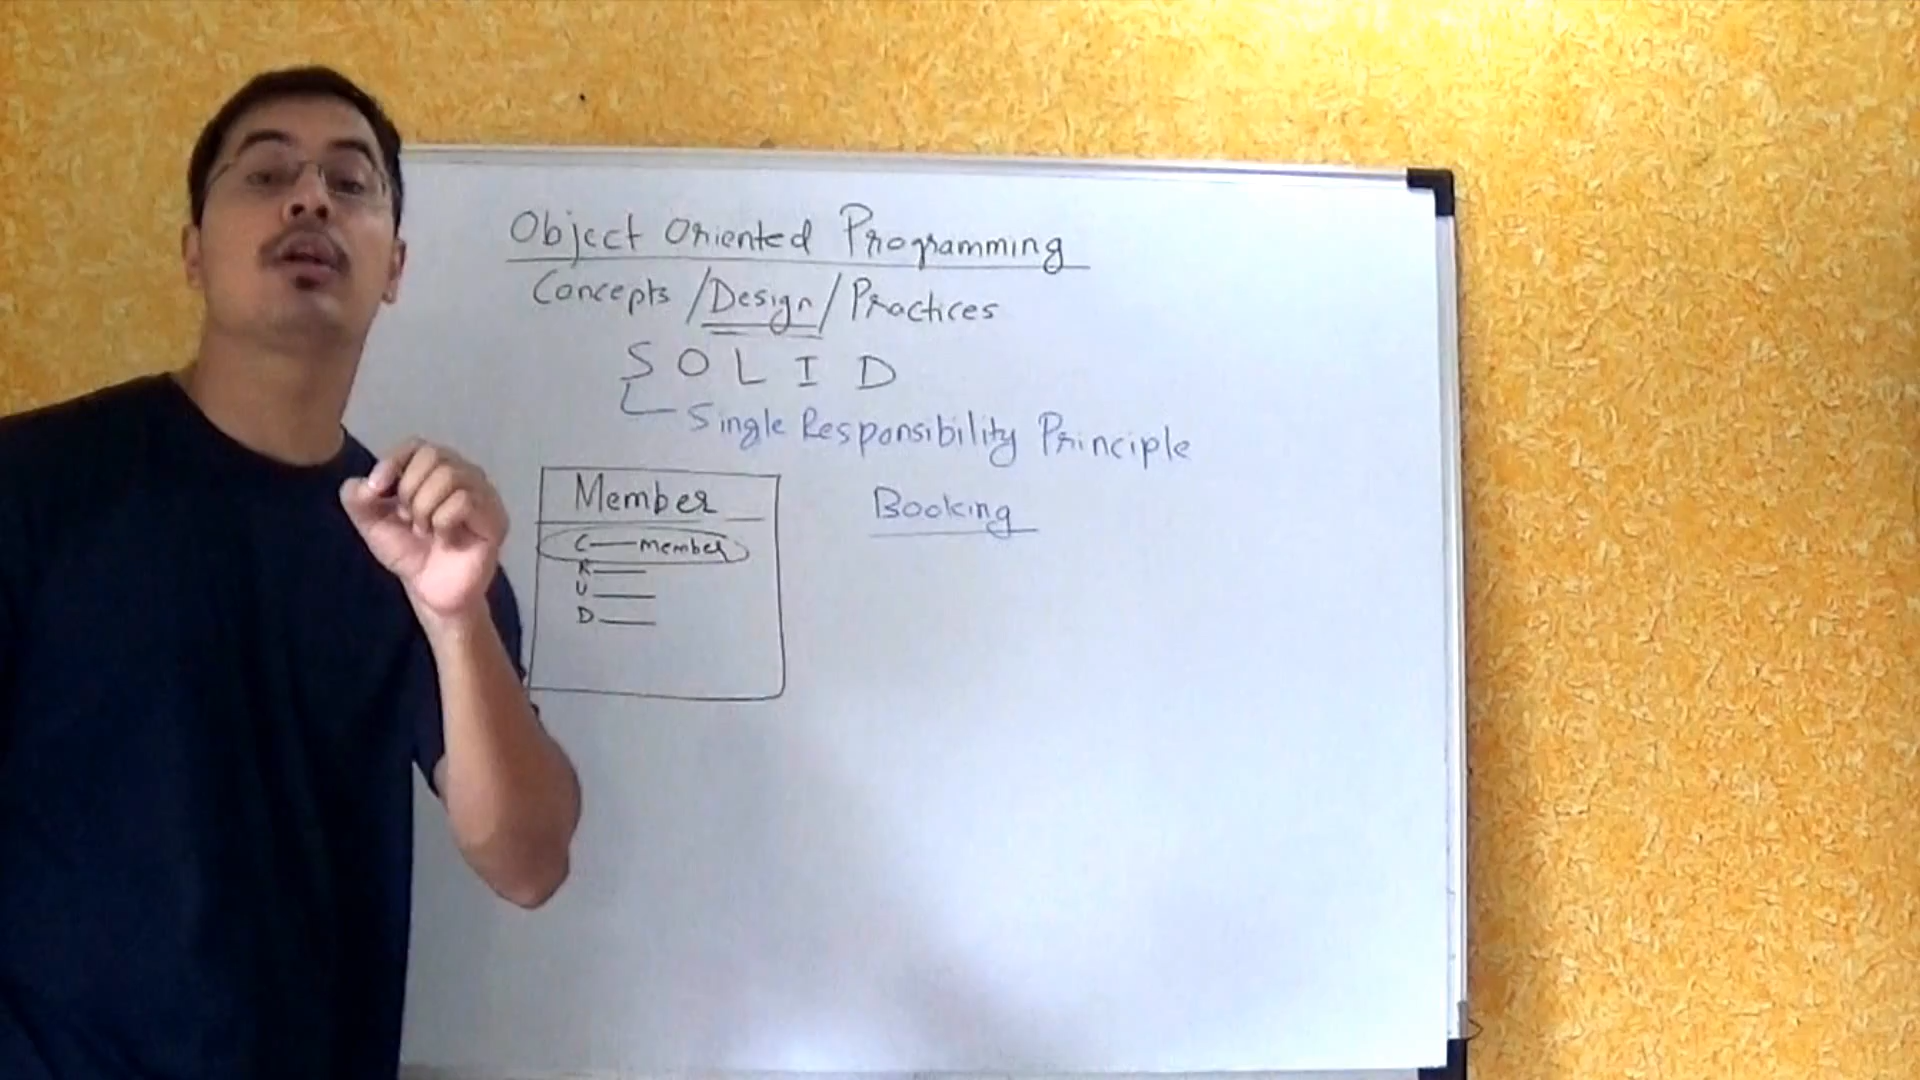 Object Oriented Programming
Concepts / Design / Practices
S O L I D
Single Responsibility Principle
Member
C member
R
U
D
Booking